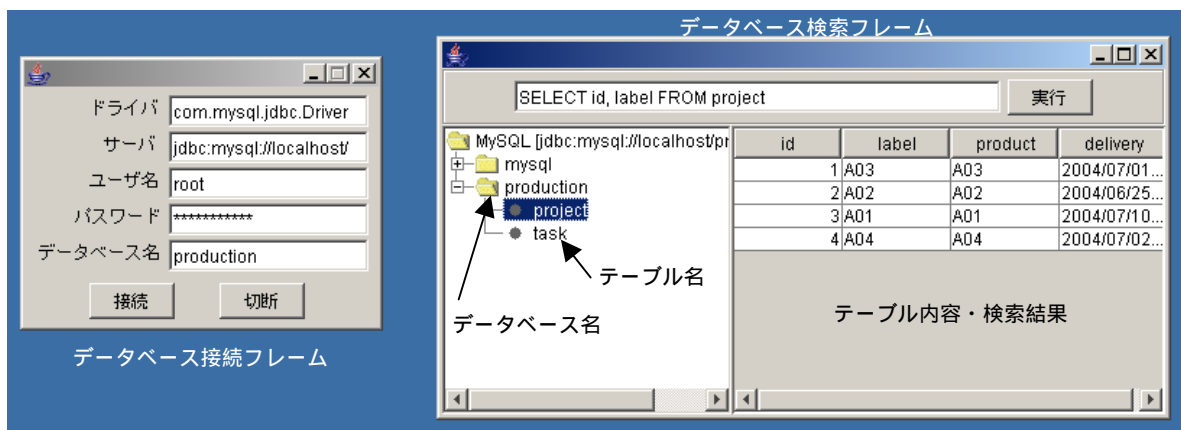 データベース検索フレーム
ドライバ com.mysql.jdbc.Driver
サーバ jdbc:mysql://localhost/
ユーザ名 root
パスワード ***********
データベース名 production
接続 切断
データベース接続フレーム
SELECT id, label FROM project 実行
MySQL [jdbc:mysql://localhost/pr
mysql
production
project
task
テーブル名
データベース名
id label product delivery
1 A03 A03 2004/07/01...
2 A02 A02 2004/06/25...
3 A01 A01 2004/07/10...
4 A04 A04 2004/07/02...
テーブル内容・検索結果